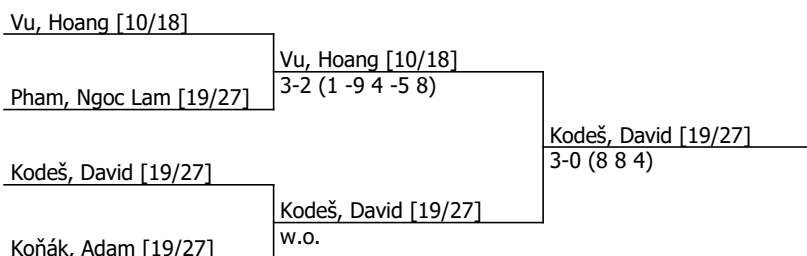 Vu, Hoang [10/18]
Vu, Hoang [10/18]
3-2 (1 -9 4 -5 8)
Pham, Ngoc Lam [19/27]
Kodeš, David [19/27]
3-0 (8 8 4)
Kodeš, David [19/27]
Kodeš, David [19/27]
w.o.
Koňák, Adam [19/27]